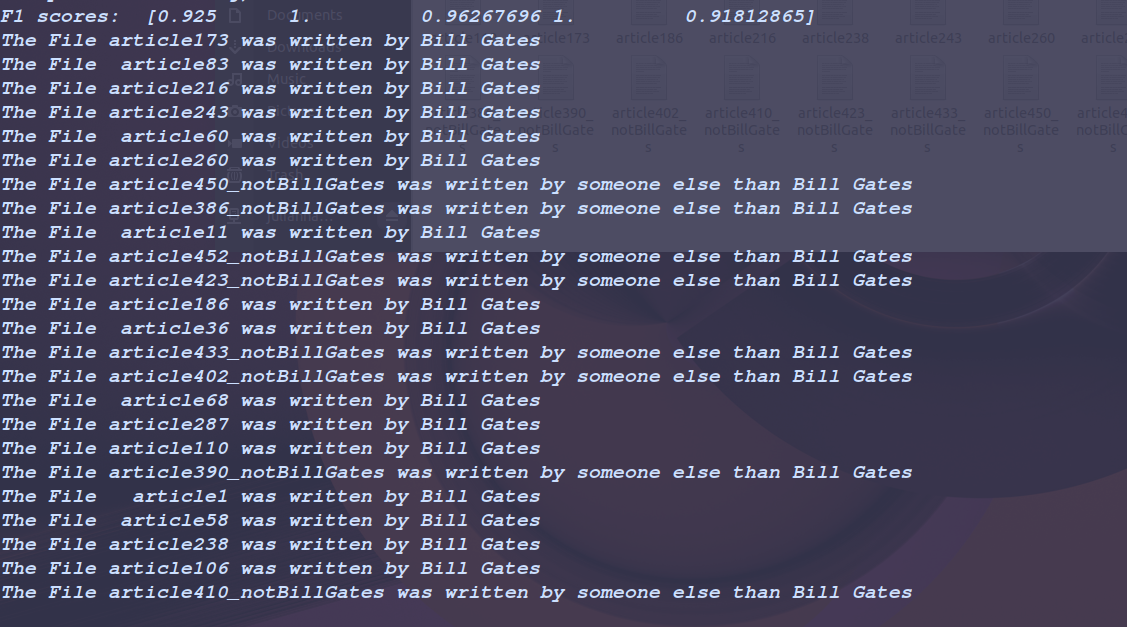 F1 scores:  [0.925      1.         0.96267696 1.         0.91812865]
The File article173 was written by Bill Gates
The File  article83 was written by Bill Gates
The File article216 was written by Bill Gates
The File article243 was written by Bill Gates
The File  article60 was written by Bill Gates
The File article260 was written by Bill Gates
The File article450_notBillGates was written by someone else than Bill Gates
The File article386_notBillGates was written by someone else than Bill Gates
The File  article11 was written by Bill Gates
The File article452_notBillGates was written by someone else than Bill Gates
The File article423_notBillGates was written by someone else than Bill Gates
The File article186 was written by Bill Gates
The File  article36 was written by Bill Gates
The File article433_notBillGates was written by someone else than Bill Gates
The File article402_notBillGates was written by someone else than Bill Gates
The File  article68 was written by Bill Gates
The File article287 was written by Bill Gates
The File article110 was written by Bill Gates
The File article390_notBillGates was written by someone else than Bill Gates
The File   article1 was written by Bill Gates
The File  article58 was written by Bill Gates
The File article238 was written by Bill Gates
The File article106 was written by Bill Gates
The File article410_notBillGates was written by someone else than Bill Gates
Documents
Music
Trash
article173 article186 article216 article238 article243 article260
article402_ article410_ article423_ article433_ article450_
notBillGate notBillGate notBillGate notBillGate notBillGate
s s s s s